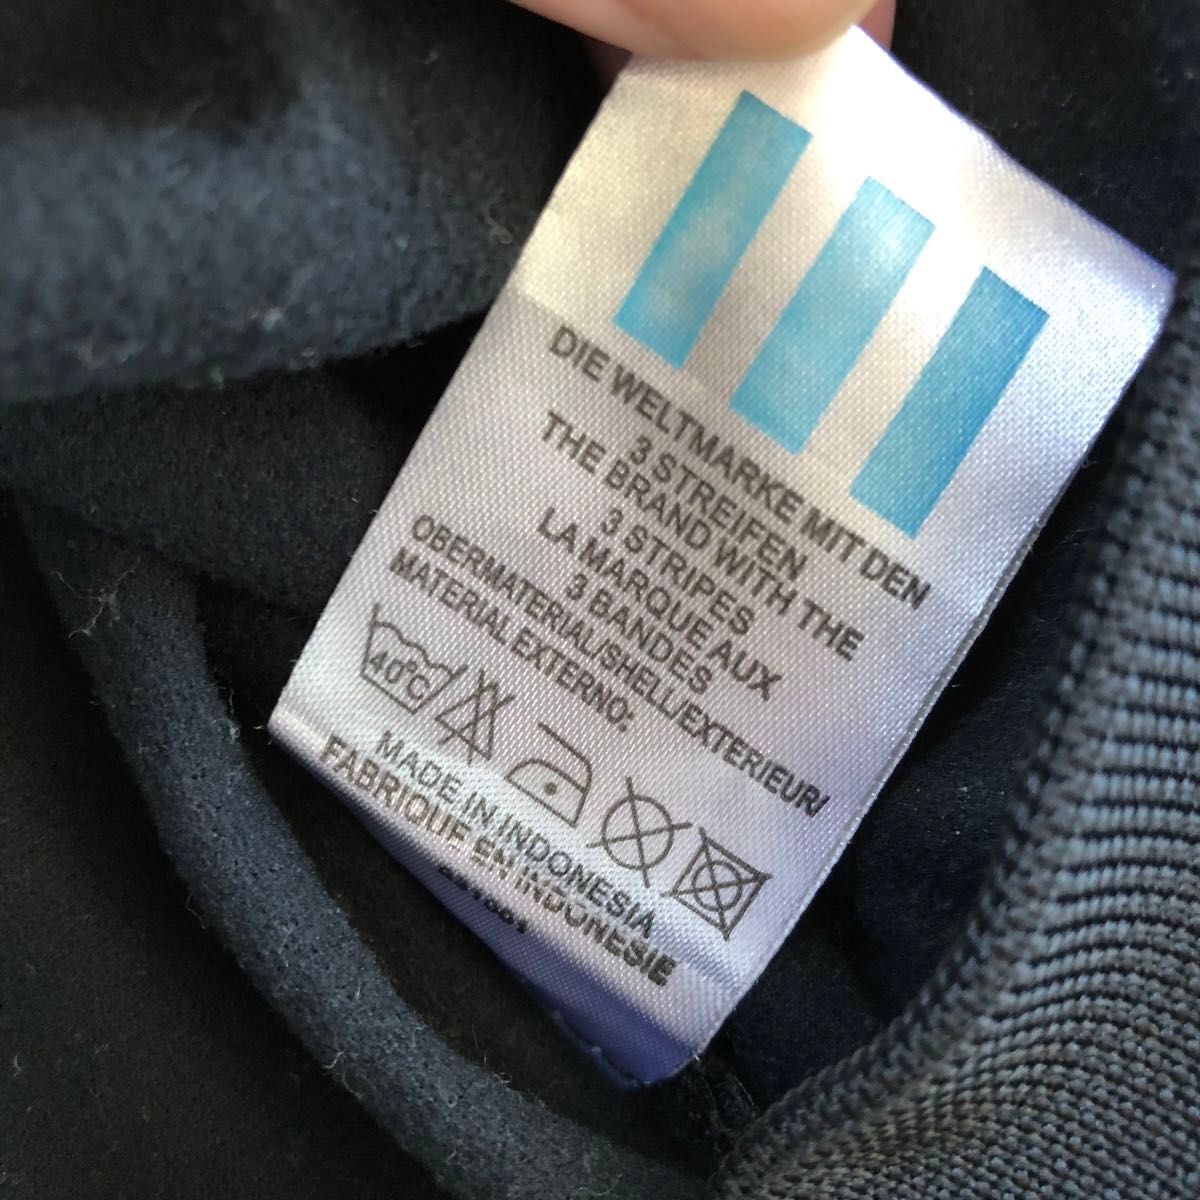 DIE WELTMARKE MIT DEN
3 STREIFEN
THE BRAND WITH THE
3 STRIPES
LA MARQUE AUX
3 BANDES
OBERMATERIAL/SHELL/EXTERIEUR/
MATERIAL EXTERNO:
40°C
MADE IN INDONESIA
FABRIQUE EN INDONESIE